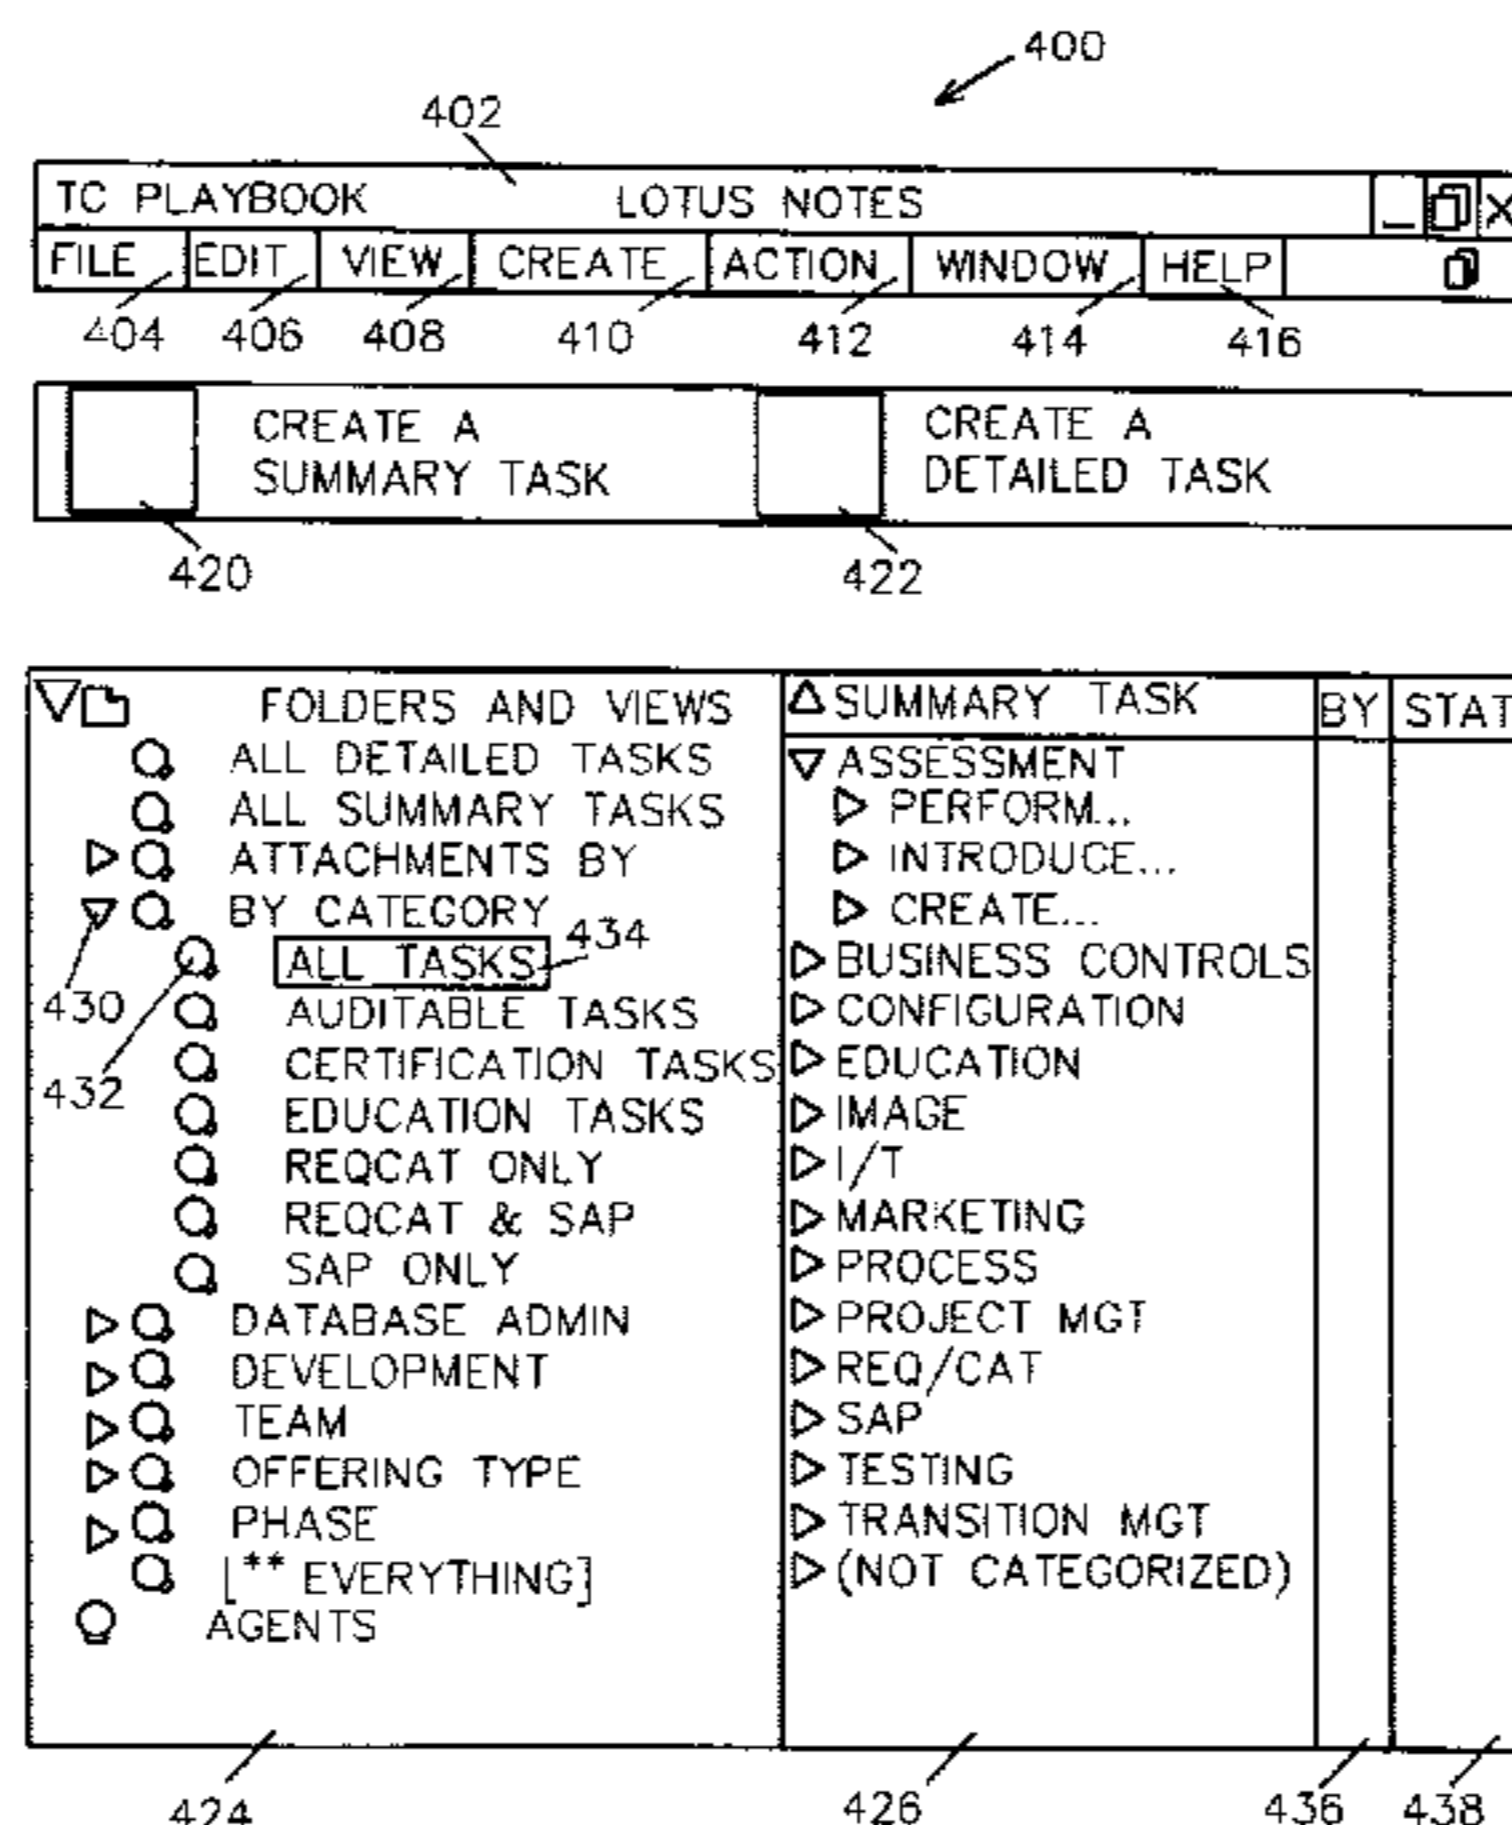 400
402
TC PLAYBOOK LOTUS NOTES
FILE EDIT VIEW CREATE ACTION WINDOW HELP
404 406 408 410 412 414 416
CREATE A
SUMMARY TASK
CREATE A
DETAILED TASK
420 422
FOLDERS AND VIEWS
ALL DETAILED TASKS
ALL SUMMARY TASKS
ATTACHMENTS BY
BY CATEGORY
434
ALL TASKS
430
AUDITABLE TASKS
CERTIFICATION TASKS
432
EDUCATION TASKS
REQCAT ONLY
REQCAT & SAP
SAP ONLY
DATABASE ADMIN
DEVELOPMENT
TEAM
OFFERING TYPE
PHASE
[** EVERYTHING]
AGENTS
SUMMARY TASK BY STAT
ASSESSMENT
PERFORM...
INTRODUCE...
CREATE...
BUSINESS CONTROLS
CONFIGURATION
EDUCATION
IMAGE
I/T
MARKETING
PROCESS
PROJECT MGT
REQ/CAT
SAP
TESTING
TRANSITION MGT
(NOT CATEGORIZED)
424 426 436 438